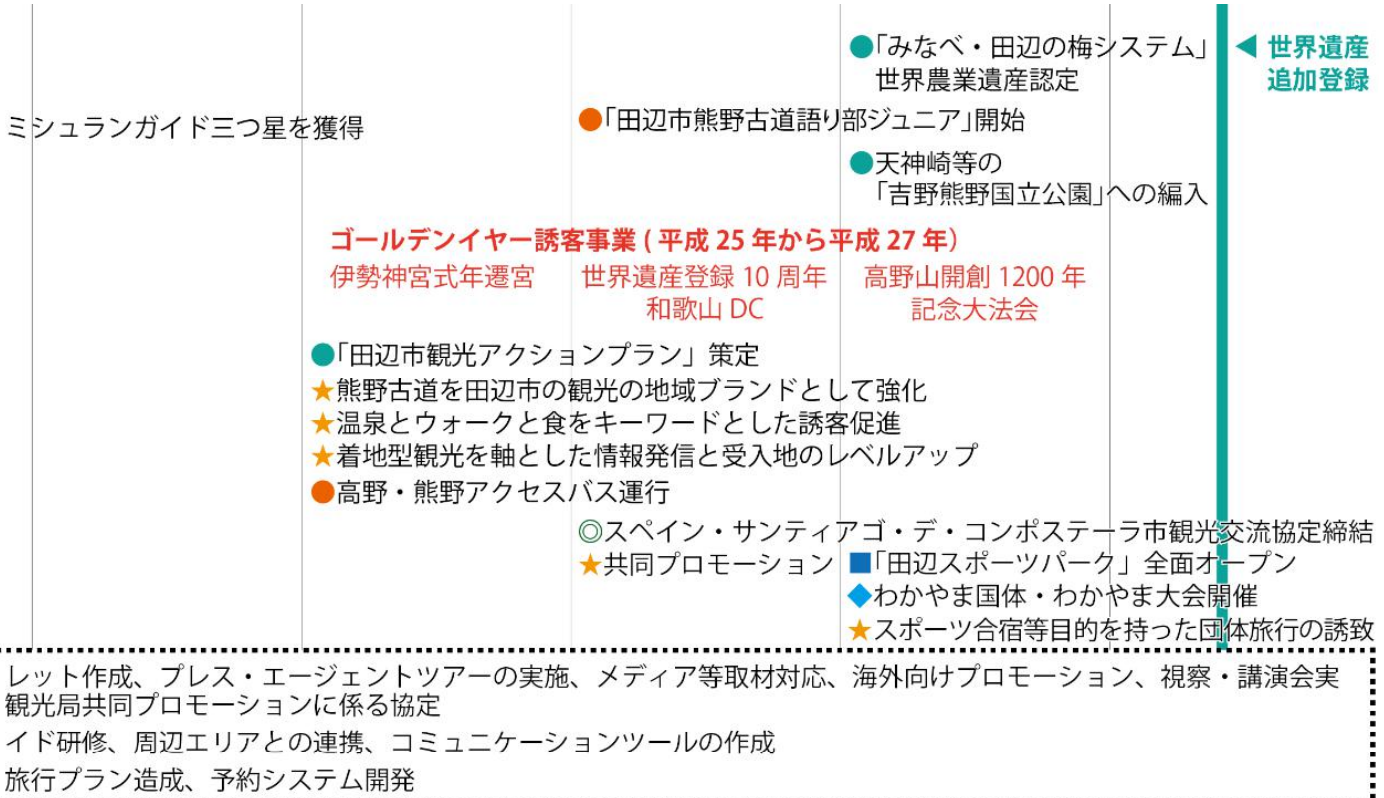 ●「みなべ・田辺の梅システム」
世界農業遺産認定
◀ 世界遺産
追加登録
ミシュランガイド三つ星を獲得
●「田辺市熊野古道語り部ジュニア」開始
●天神崎等の
「吉野熊野国立公園」への編入
ゴールデンイヤー誘客事業 ( 平成 25 年から平成 27 年）
伊勢神宮式年遷宮
世界遺産登録 10 周年
和歌山 DC
高野山開創 1200 年
記念大法会
●「田辺市観光アクションプラン」策定
★熊野古道を田辺市の観光の地域ブランドとして強化
★温泉とウォークと食をキーワードとした誘客促進
★着地型観光を軸とした情報発信と受入地のレベルアップ
●高野・熊野アクセスバス運行
◎スペイン・サンティアゴ・デ・コンポステーラ市観光交流協定締結
★共同プロモーション
■「田辺スポーツパーク」全面オープン
◆わかやま国体・わかやま大会開催
★スポーツ合宿等目的を持った団体旅行の誘致
レット作成、プレス・エージェントツアーの実施、メディア等取材対応、海外向けプロモーション、視察・講演会実
観光局共同プロモーションに係る協定
イド研修、周辺エリアとの連携、コミュニケーションツールの作成
旅行プラン造成、予約システム開発